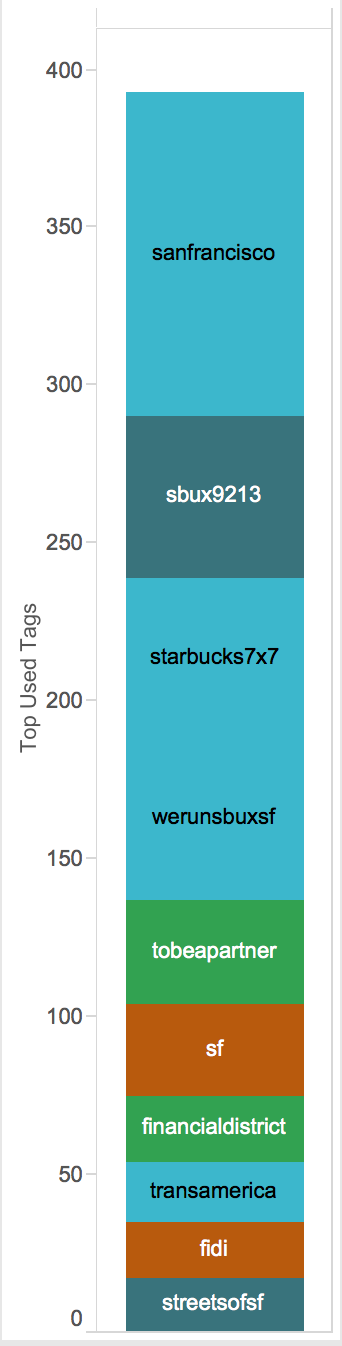 400
sanfrancisco
350
300
sbux9213
250
starbucks7x7
Top Used Tags
200
werunsbuxsf
150
tobeapartner
100
sf
financialdistrict
50
transamerica
fidi
streetsofsf
0